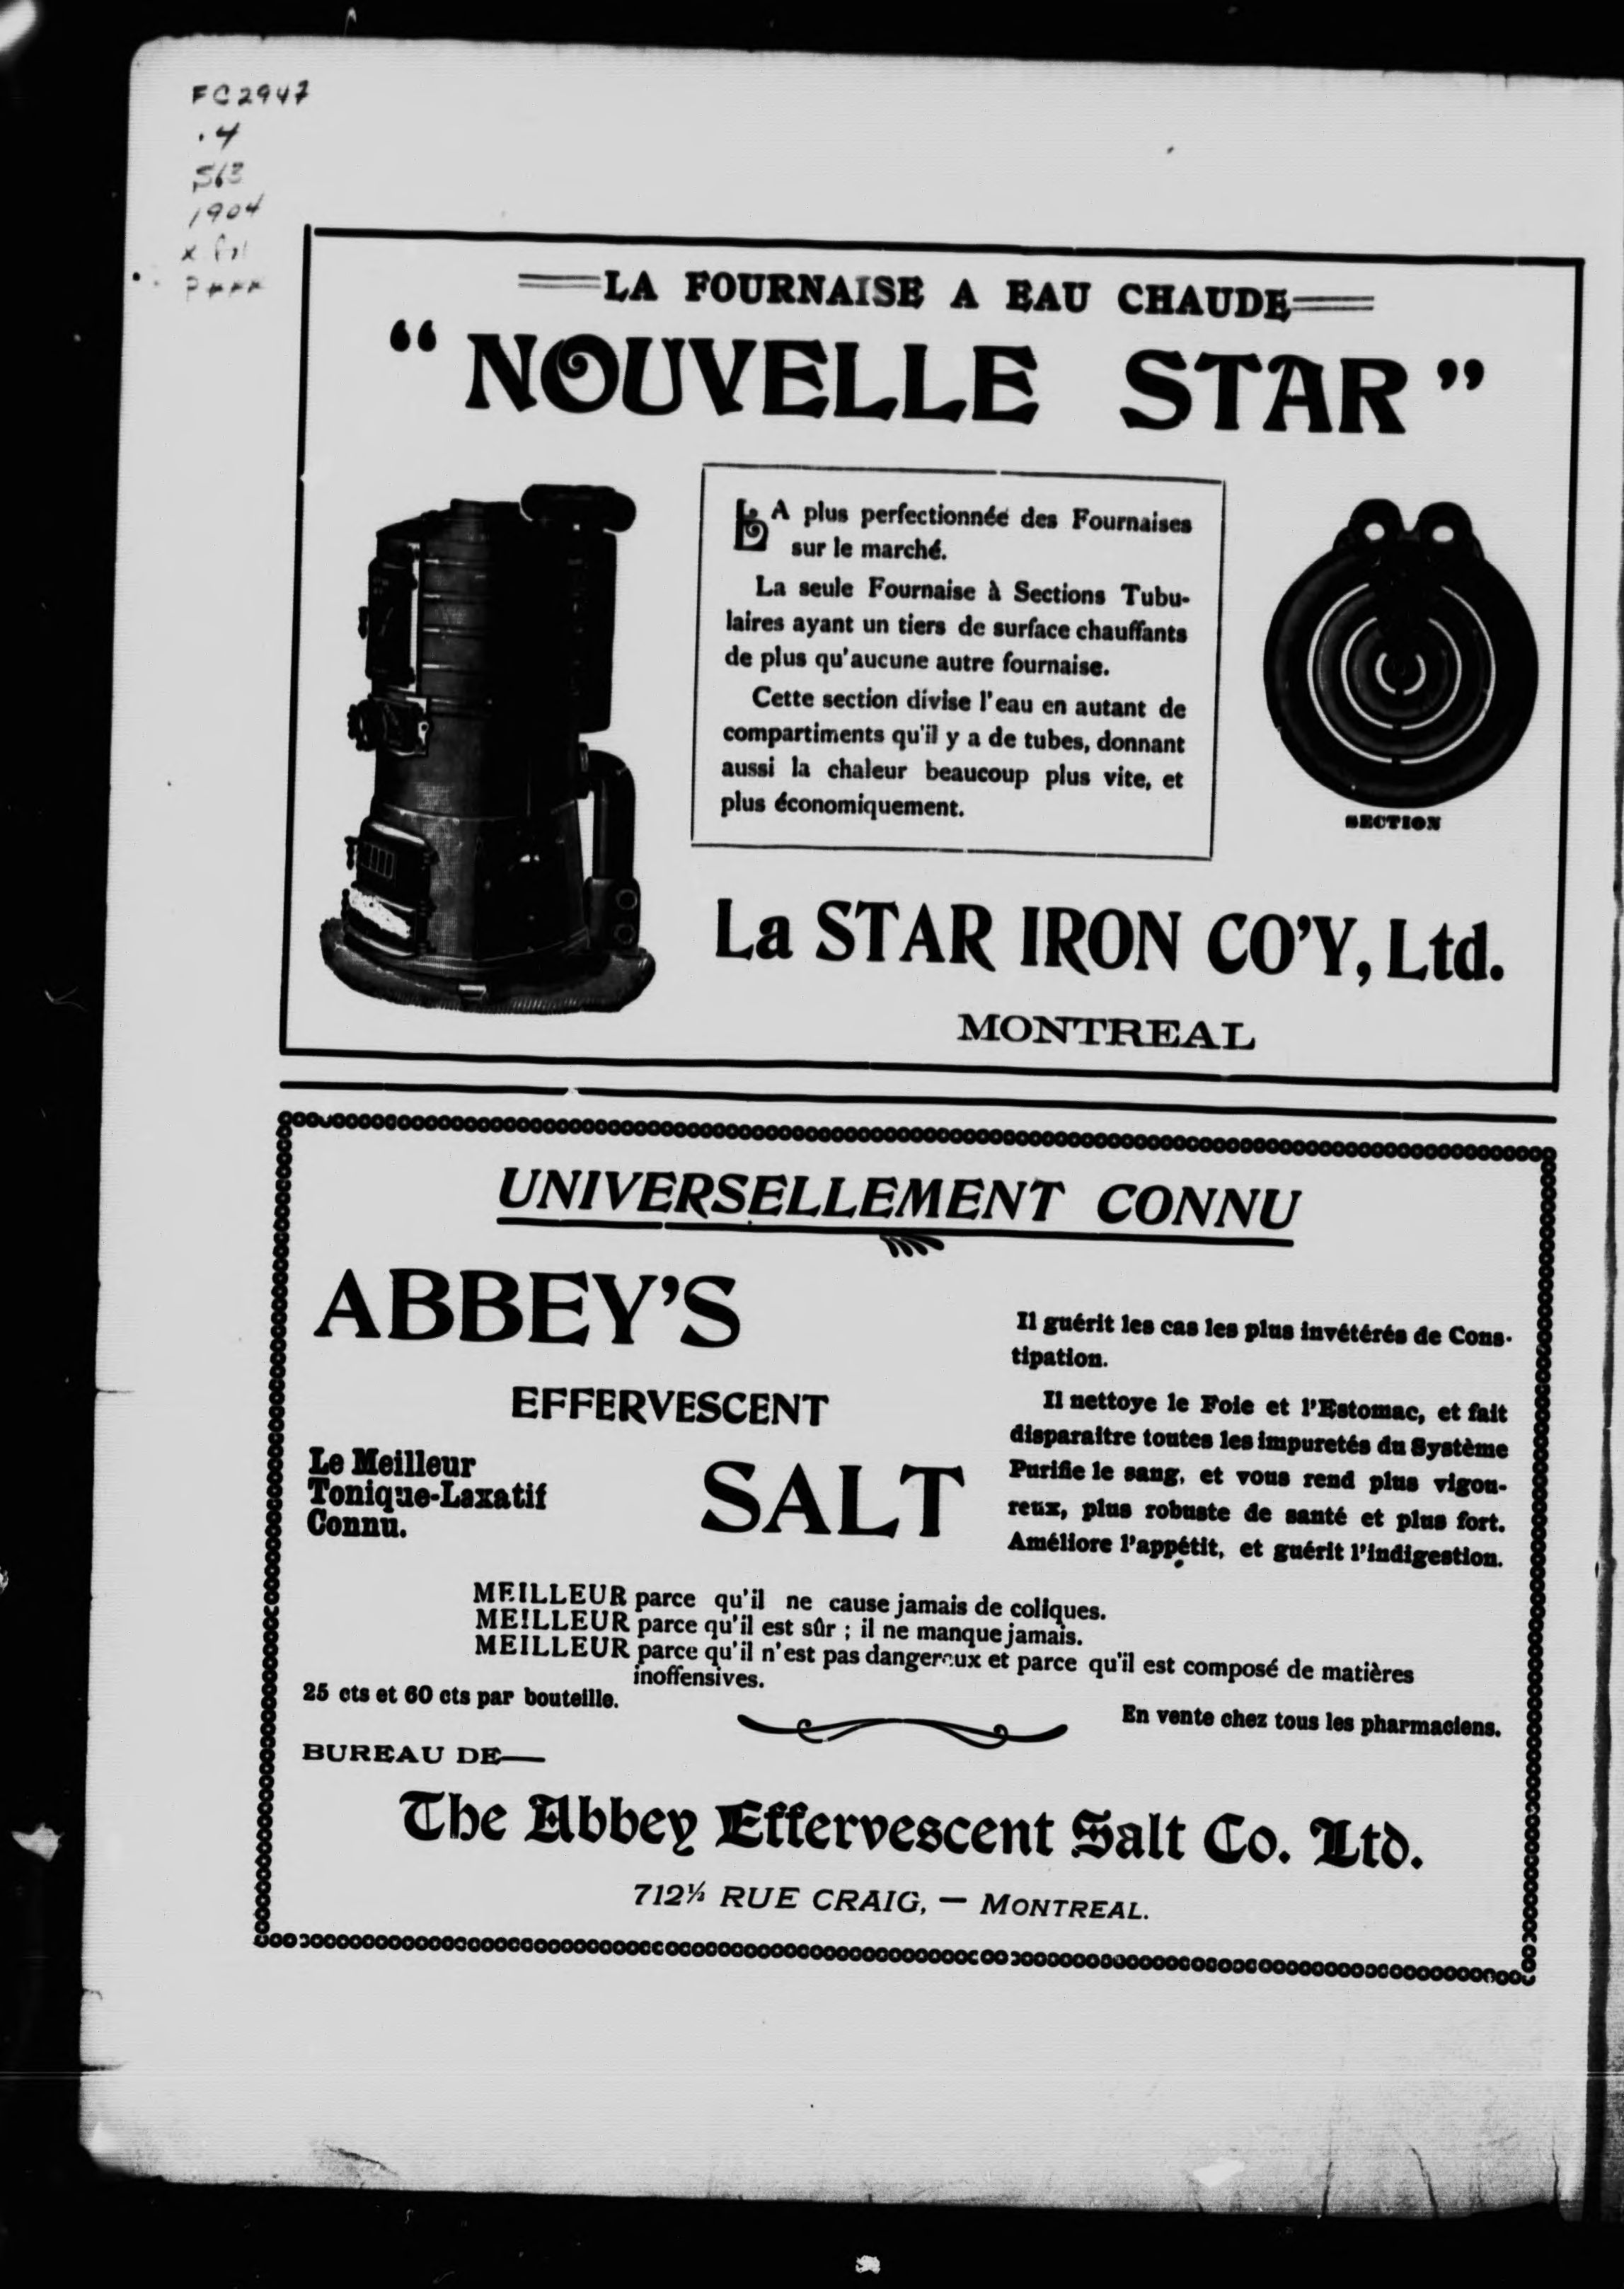 FC2947
.4
S63
1904
LA FOURNAISE A EAU CHAUDE
“ NOUVELLE STAR ”
LA plus perfectionnée des Fournaises
sur le marché.
La seule Fournaise à Sections Tubu-
laires ayant un tiers de surface chauffants
de plus qu'aucune autre fournaise.
Cette section divise l'eau en autant de
compartiments qu'il y a de tubes, donnant
aussi la chaleur beaucoup plus vite, et
plus économiquement.
SECTION
La STAR IRON CO'Y, Ltd.
MONTREAL
UNIVERSELLEMENT CONNU
ABBEY'S
EFFERVESCENT
SALT
Le Meilleur
Tonique-Laxatif
Connu.
Il guérit les cas les plus invétérés de Cons-
tipation.
Il nettoye le Foie et l'Estomac, et fait
disparaitre toutes les impuretés du Système
Purifie le sang, et vous rend plus vigou-
reux, plus robuste de santé et plus fort.
Améliore l'appétit, et guérit l'indigestion.
MEILLEUR parce qu'il ne cause jamais de coliques.
MEILLEUR parce qu'il est sûr ; il ne manque jamais.
MEILLEUR parce qu'il n'est pas dangereux et parce qu'il est composé de matières
inoffensives.
25 cts et 60 cts par bouteille.
En vente chez tous les pharmaciens.
BUREAU DE—
The Abbey Effervescent Salt Co. Ltd.
712½ RUE CRAIG, — MONTREAL.